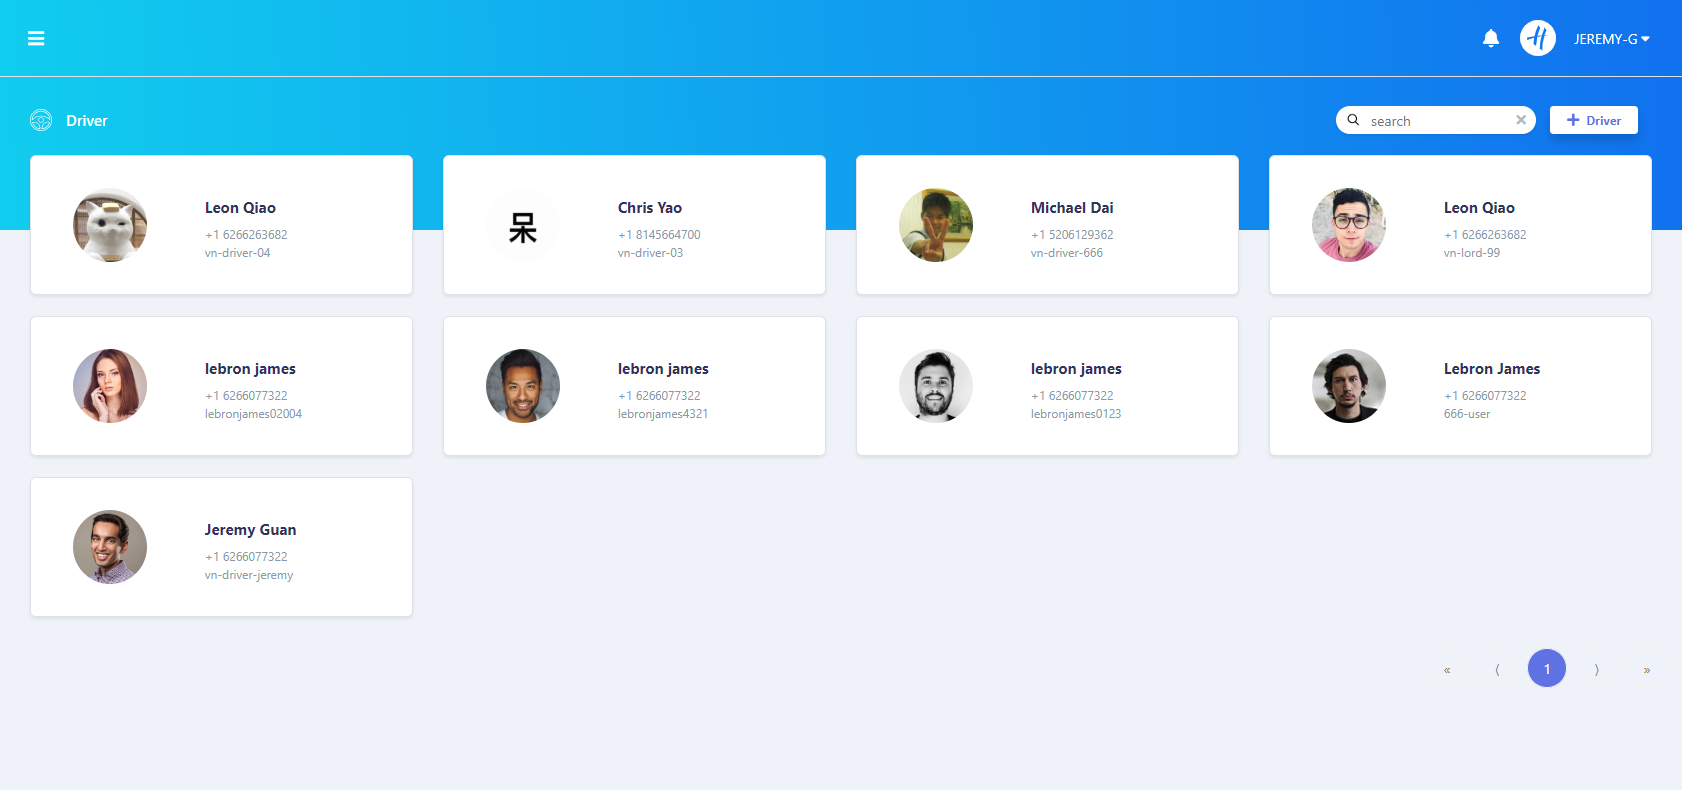 JEREMY-G
Driver
search
Driver
Leon Qiao
+1 6266263682
vn-driver-04
呆
Chris Yao
+1 8145664700
vn-driver-03
Michael Dai
+1 5206129362
vn-driver-666
Leon Qiao
+1 6266263682
vn-lord-99
lebron james
+1 6266077322
lebronjames02004
lebron james
+1 6266077322
lebronjames4321
lebron james
+1 6266077322
lebronjames0123
Lebron James
+1 6266077322
666-user
Jeremy Guan
+1 6266077322
vn-driver-jeremy
« ⟨ 1 ⟩ »